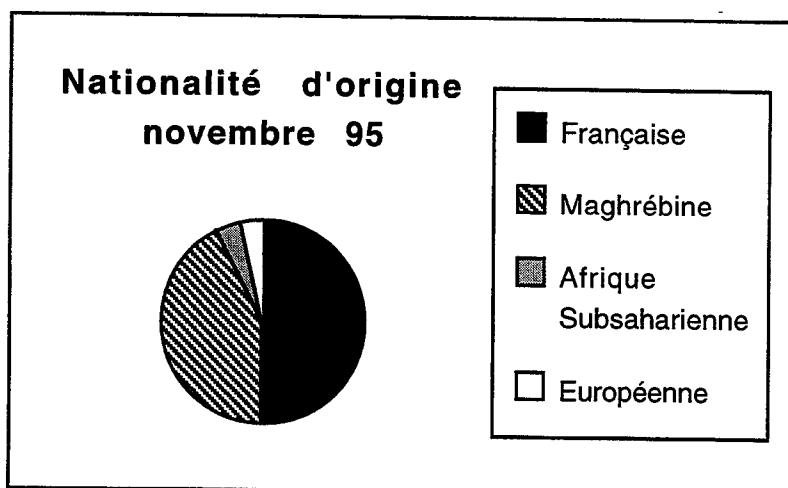 Nationalité d'origine
novembre 95
Française
Maghrébine
Afrique
Subsaharienne
Européenne